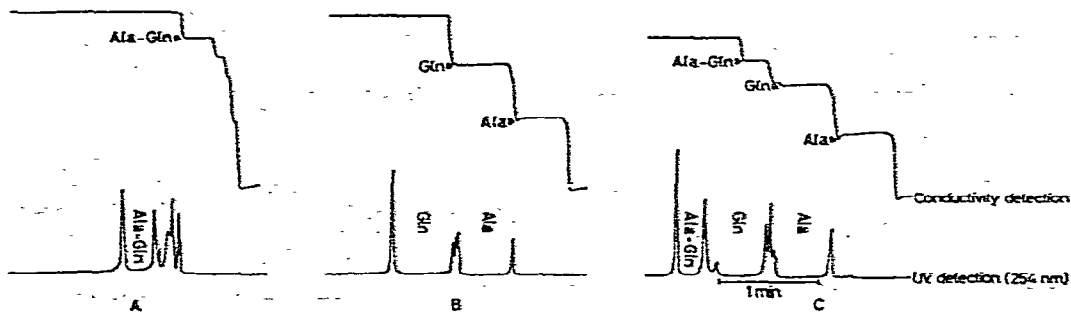 Ala-Gln
Gln
Ala
Ala-Gln
Gln
Ala
Conductivity detection
Ala-Gln
Gln
Ala
Ala-Gln
Gln
Ala
UV detection (254 nm)
1 min
A
B
C